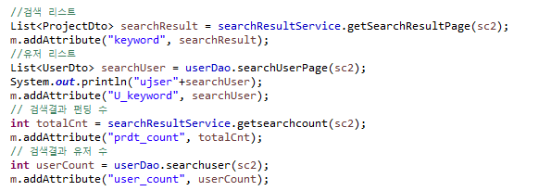 //검색 리스트
List<ProjectDto> searchResult = searchResultService.getSearchResultPage(sc2);
m.addAttribute("keyword", searchResult);
//유저 리스트
List<UserDto> searchUser = userDao.searchUserPage(sc2);
System.out.println("ujser"+searchUser);
m.addAttribute("U_keyword", searchUser);
// 검색결과 펀딩 수
int totalCnt = searchResultService.getsearchcount(sc2);
m.addAttribute("prdt_count", totalCnt);
// 검색결과 유저 수
int userCount = userDao.searchuser(sc2);
m.addAttribute("user_count", userCount);